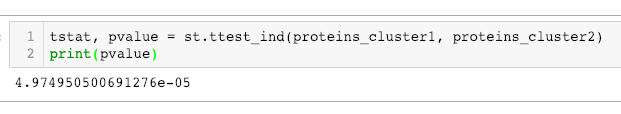 1 tstat, pvalue = st.ttest_ind(proteins_cluster1, proteins_cluster2)
2 print(pvalue)
4.974950500691276e-05